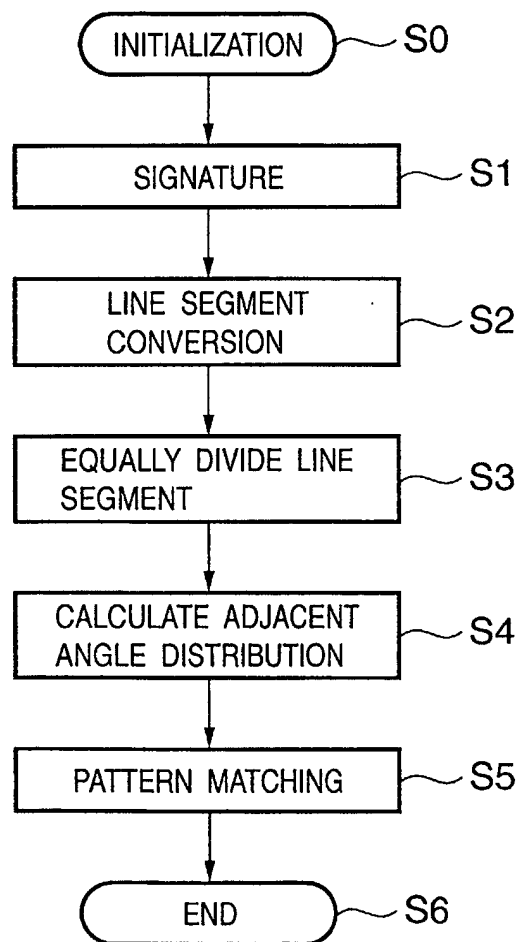 INITIALIZATION S0
SIGNATURE S1
LINE SEGMENT
CONVERSION S2
EQUALLY DIVIDE LINE
SEGMENT S3
CALCULATE ADJACENT
ANGLE DISTRIBUTION S4
PATTERN MATCHING S5
END S6